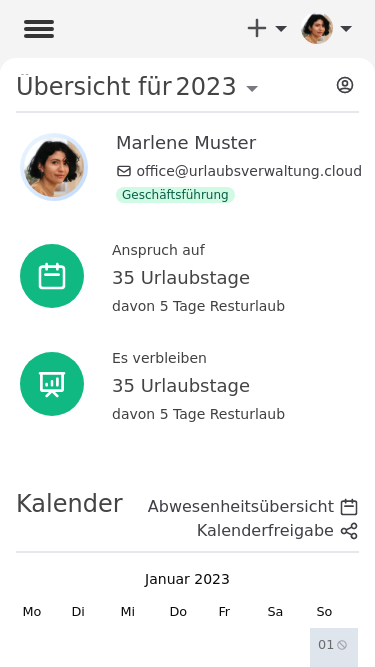 Übersicht für 2023
Marlene Muster
office@urlaubsverwaltung.cloud
Geschäftsführung
Anspruch auf
35 Urlaubstage
davon 5 Tage Resturlaub
Es verbleiben
35 Urlaubstage
davon 5 Tage Resturlaub
Kalender
Abwesenheitsübersicht
Kalenderfreigabe
Januar 2023
Mo Di Mi Do Fr Sa So
01